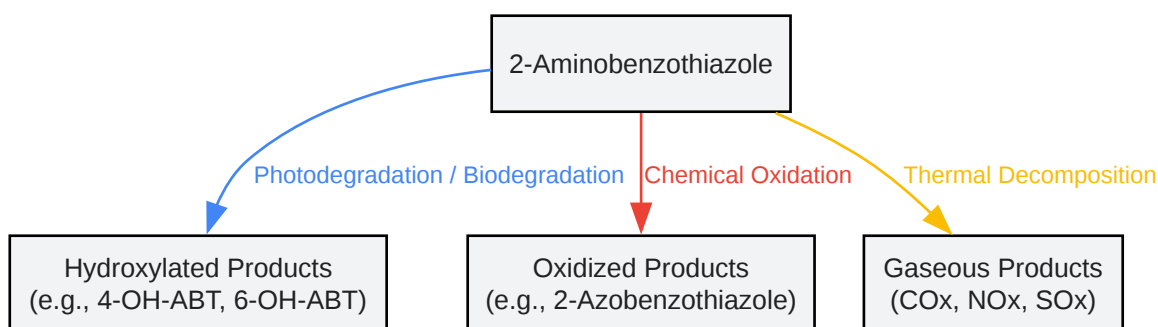 2-Aminobenzothiazole
Photodegradation / Biodegradation
Chemical Oxidation
Thermal Decomposition
Hydroxylated Products
(e.g., 4-OH-ABT, 6-OH-ABT)
Oxidized Products
(e.g., 2-Azobenzothiazole)
Gaseous Products
(COx, NOx, SOx)